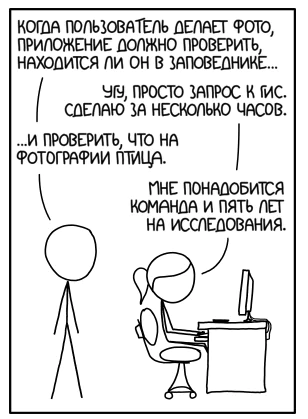 КОГДА ПОЛЬЗОВАТЕЛЬ ДЕЛАЕТ ФОТО,
ПРИЛОЖЕНИЕ ДОЛЖНО ПРОВЕРИТЬ,
НАХОДИТСЯ ЛИ ОН В ЗАПОВЕДНИКЕ...
УГУ, ПРОСТО ЗАПРОС К ГИС.
СДЕЛАЮ ЗА НЕСКОЛЬКО ЧАСОВ.
...И ПРОВЕРИТЬ, ЧТО НА
ФОТОГРАФИИ ПТИЦА.
МНЕ ПОНАДОБИТСЯ
КОМАНДА И ПЯТЬ ЛЕТ
НА ИССЛЕДОВАНИЯ.